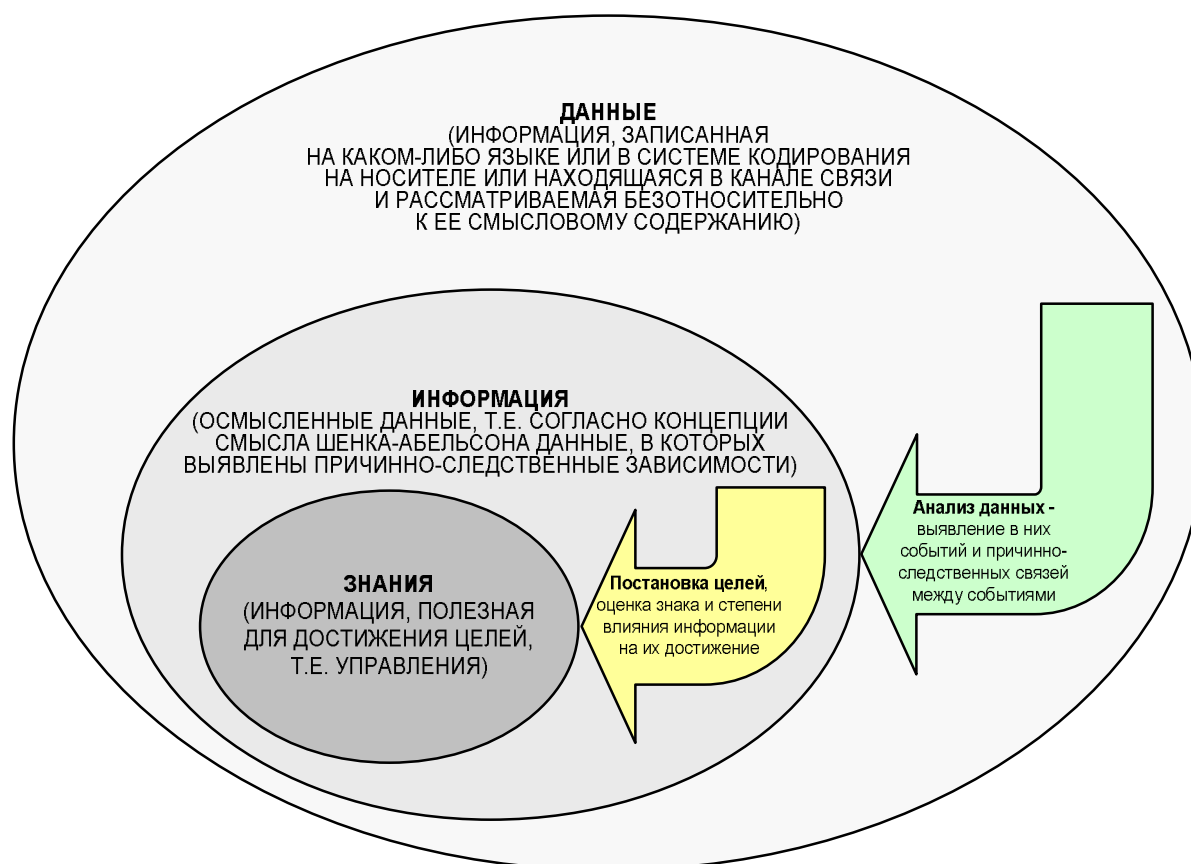 ДАННЫЕ
(ИНФОРМАЦИЯ, ЗАПИСАННАЯ
НА КАКОМ-ЛИБО ЯЗЫКЕ ИЛИ В СИСТЕМЕ КОДИРОВАНИЯ
НА НОСИТЕЛЕ ИЛИ НАХОДЯЩАЯСЯ В КАНАЛЕ СВЯЗИ
И РАССМАТРИВАЕМАЯ БЕЗОТНОСИТЕЛЬНО
К ЕЕ СМЫСЛОВОМУ СОДЕРЖАНИЮ)
ИНФОРМАЦИЯ
(ОСМЫСЛЕННЫЕ ДАННЫЕ, Т.Е. СОГЛАСНО КОНЦЕПЦИИ
СМЫСЛА ШЕНКА-АБЕЛЬСОНА ДАННЫЕ, В КОТОРЫХ
ВЫЯВЛЕНЫ ПРИЧИННО-СЛЕДСТВЕННЫЕ ЗАВИСИМОСТИ)
Анализ данных -
выявление в них
событий и причинно-
следственных связей
между событиями
Постановка целей,
оценка знака и степени
влияния информации
на их достижение
ЗНАНИЯ
(ИНФОРМАЦИЯ, ПОЛЕЗНАЯ
ДЛЯ ДОСТИЖЕНИЯ ЦЕЛЕЙ,
Т.Е. УПРАВЛЕНИЯ)